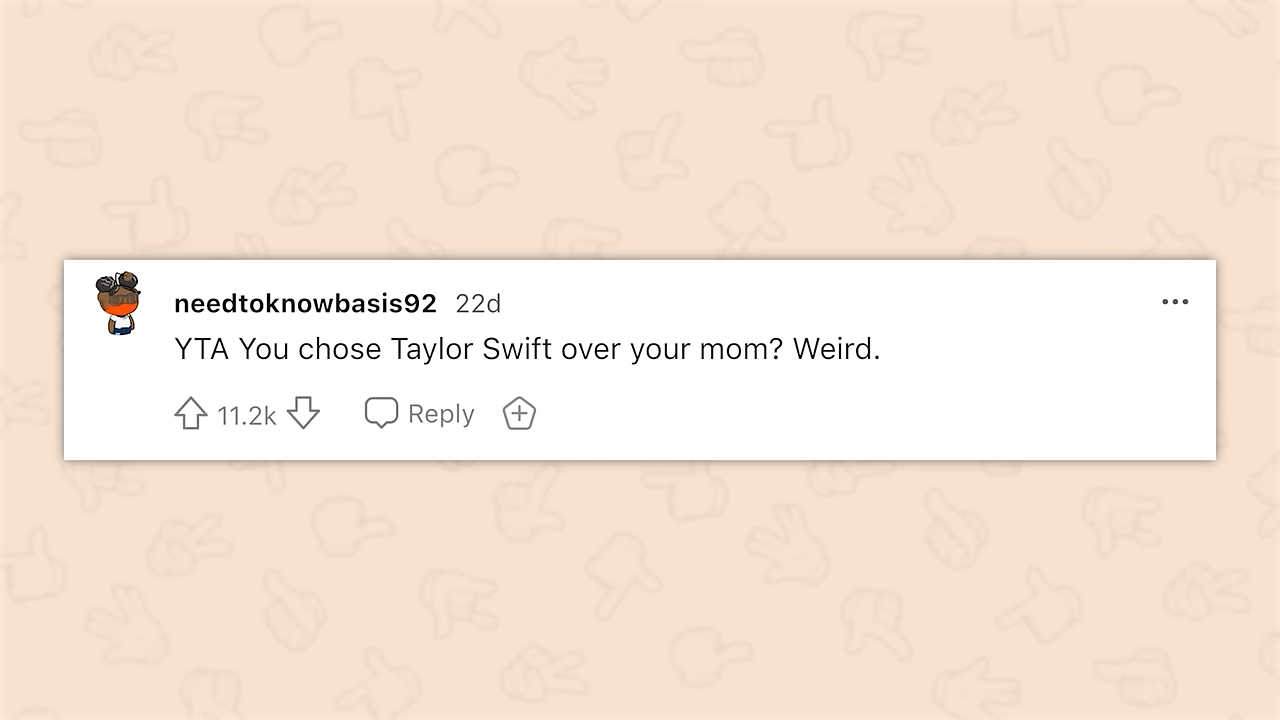 needtoknowbasis92 22d
YTA You chose Taylor Swift over your mom? Weird.
11.2k Reply